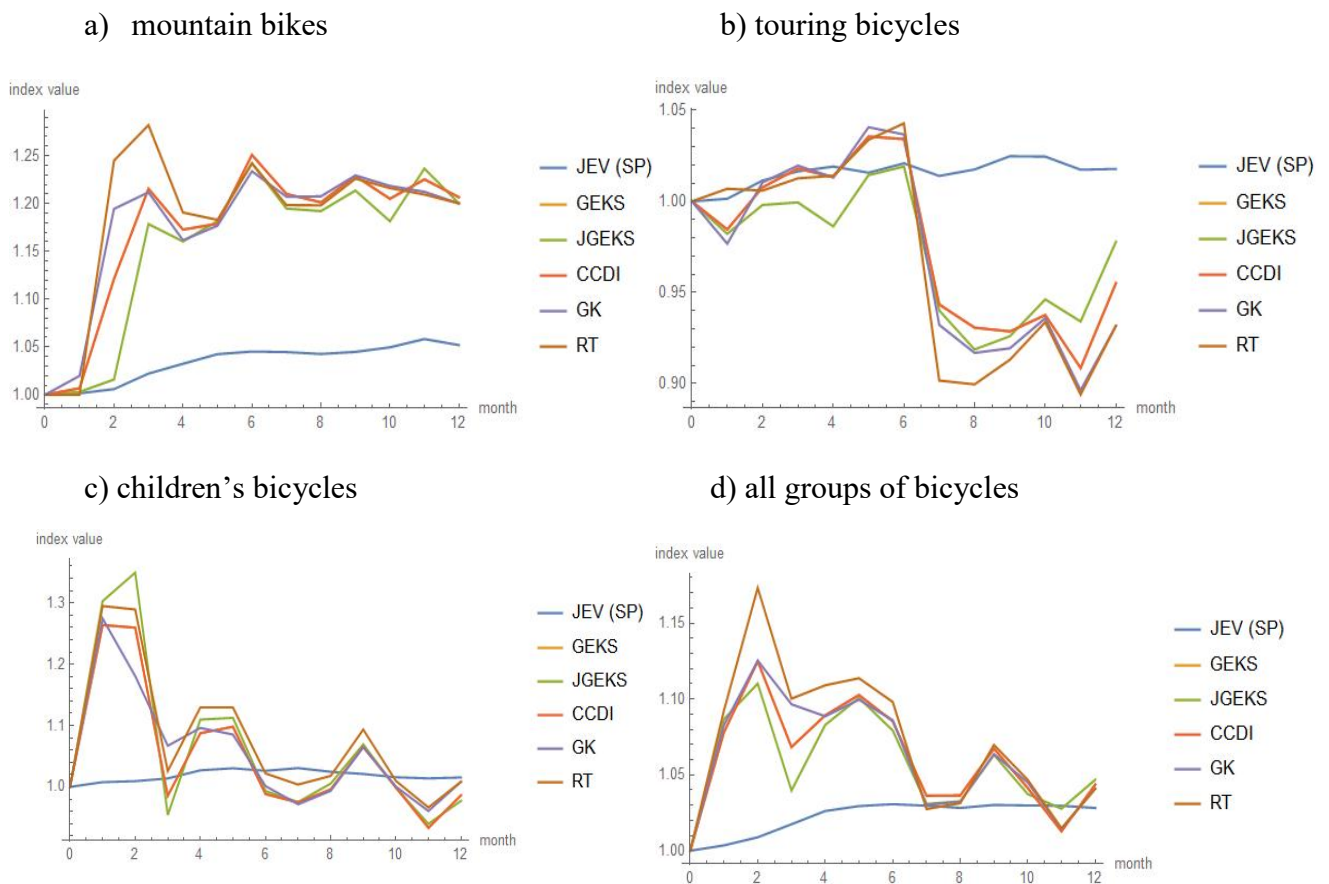 a) mountain bikes
b) touring bicycles
index value
1.25
1.20
1.15
1.10
1.05
1.00
0 2 4 6 8 10 12
month
JEV (SP)
GEKS
JGEKS
CCDI
GK
RT
index value
1.05
1.00
0.95
0.90
0 2 4 6 8 10 12
month
JEV (SP)
GEKS
JGEKS
CCDI
GK
RT
c) children’s bicycles
d) all groups of bicycles
index value
1.3
1.2
1.1
1.0
0 2 4 6 8 10 12
month
JEV (SP)
GEKS
JGEKS
CCDI
GK
RT
index value
1.15
1.10
1.05
1.00
0 2 4 6 8 10 12
month
JEV (SP)
GEKS
JGEKS
CCDI
GK
RT